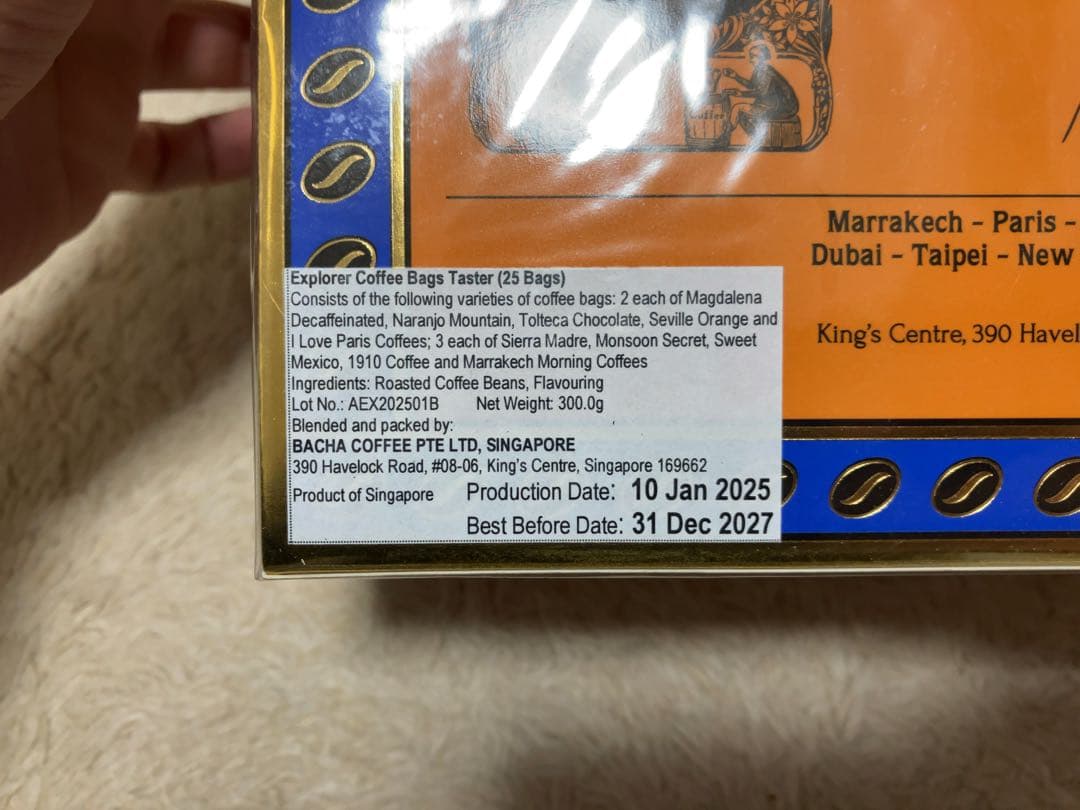 Marrakech - Paris -
Dubai - Taipei - New
King's Centre, 390 Havel
Explorer Coffee Bags Taster (25 Bags)
Consists of the following varieties of coffee bags: 2 each of Magdalena
Decaffeinated, Naranjo Mountain, Tolteca Chocolate, Seville Orange and
I Love Paris Coffees; 3 each of Sierra Madre, Monsoon Secret, Sweet
Mexico, 1910 Coffee and Marrakech Morning Coffees
Ingredients: Roasted Coffee Beans, Flavouring
Lot No.: AEX202501B Net Weight: 300.0g
Blended and packed by:
BACHA COFFEE PTE LTD, SINGAPORE
390 Havelock Road, #08-06, King's Centre, Singapore 169662
Product of Singapore Production Date: 10 Jan 2025
Best Before Date: 31 Dec 2027